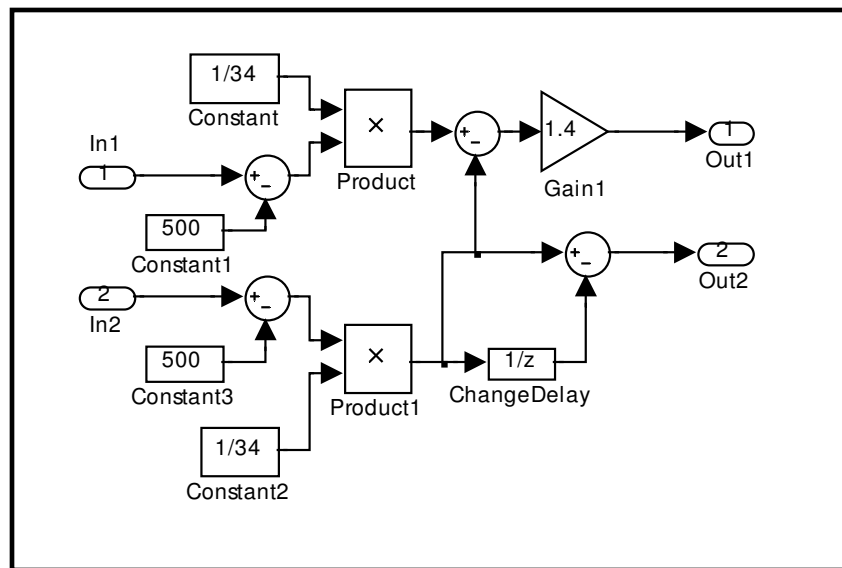 1/34
Constant
In1
1
×
Product
+
−
1.4
Gain1
1
Out1
+
−
500
Constant1
+
−
2
Out2
2
In2
+
−
500
Constant3
×
Product1
1/z
ChangeDelay
1/34
Constant2